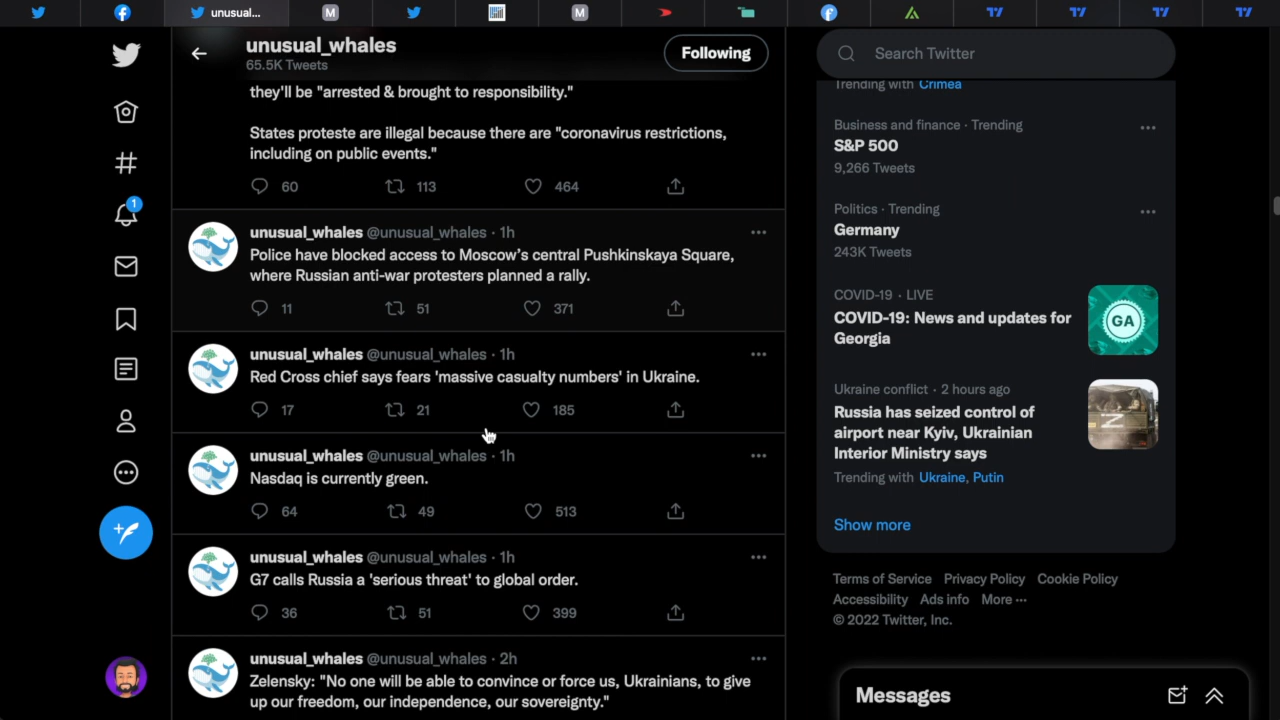 unusual...
unusual_whales
65.5K Tweets
Following
they'll be "arrested & brought to responsibility."
States proteste are illegal because there are "coronavirus restrictions,
including on public events."
60 113 464
unusual_whales @unusual_whales · 1h
Police have blocked access to Moscow's central Pushkinskaya Square,
where Russian anti-war protesters planned a rally.
11 51 371
unusual_whales @unusual_whales · 1h
Red Cross chief says fears 'massive casualty numbers' in Ukraine.
17 21 185
unusual_whales @unusual_whales · 1h
Nasdaq is currently green.
64 49 513
unusual_whales @unusual_whales · 1h
G7 calls Russia a 'serious threat' to global order.
36 51 399
unusual_whales @unusual_whales · 2h
Zelensky: "No one will be able to convince or force us, Ukrainians, to give
up our freedom, our independence, our sovereignty."
1
Search Twitter
Trending with Crimea
Business and finance · Trending
S&P 500
9,266 Tweets
Politics · Trending
Germany
243K Tweets
COVID-19 · LIVE
COVID-19: News and updates for
Georgia
GA
Ukraine conflict · 2 hours ago
Russia has seized control of
airport near Kyiv, Ukrainian
Interior Ministry says
Z
Trending with Ukraine, Putin
Show more
Terms of Service Privacy Policy Cookie Policy
Accessibility Ads info More ···
© 2022 Twitter, Inc.
Messages